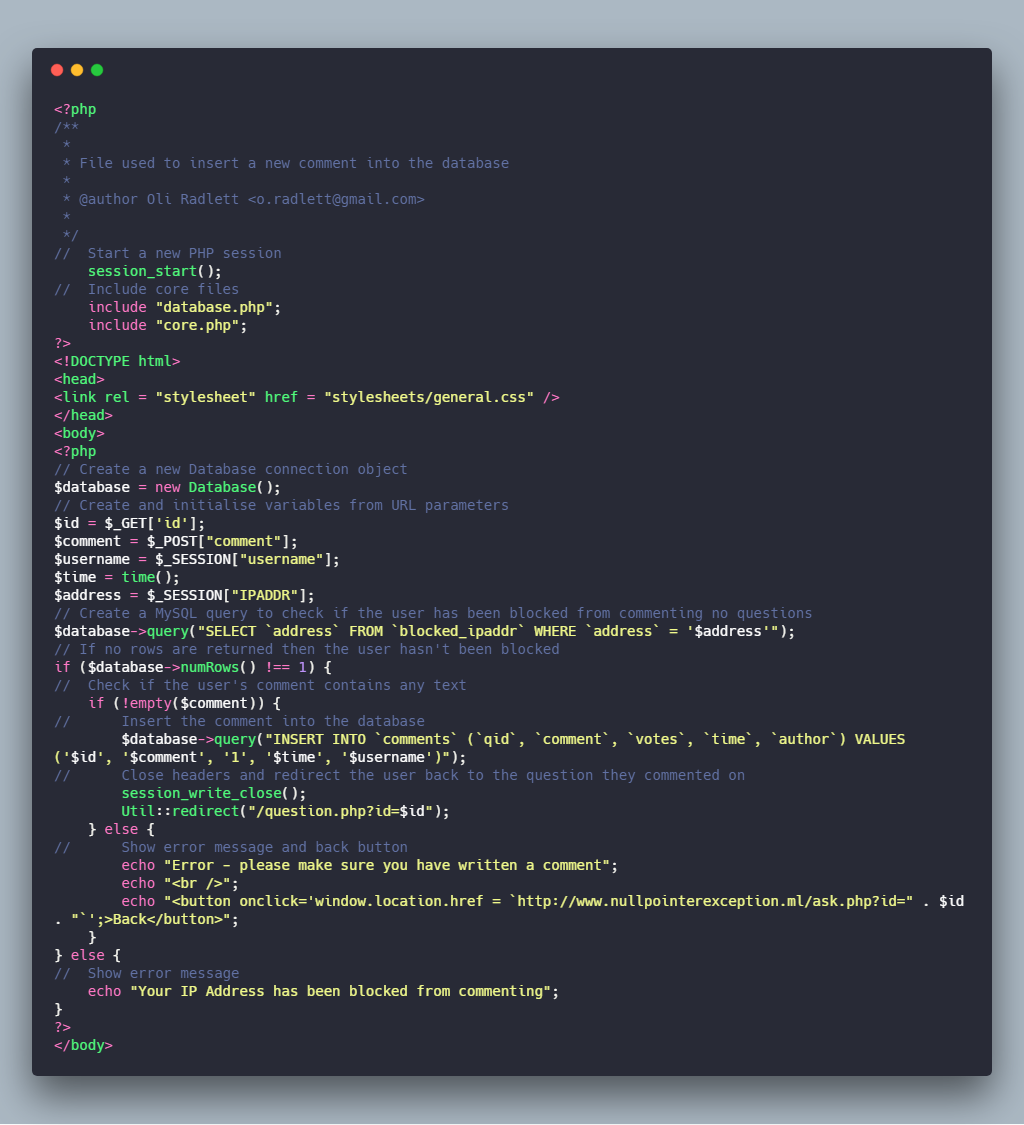 <?php
/**
 *
 * File used to insert a new comment into the database
 *
 * @author Oli Radlett <o.radlett@gmail.com>
 *
 */
//  Start a new PHP session
    session_start();
//  Include core files
    include "database.php";
    include "core.php";
?>
<!DOCTYPE html>
<head>
<link rel = "stylesheet" href = "stylesheets/general.css" />
</head>
<body>
<?php
// Create a new Database connection object
$database = new Database();
// Create and initialise variables from URL parameters
$id = $_GET['id'];
$comment = $_POST["comment"];
$username = $_SESSION["username"];
$time = time();
$address = $_SESSION["IPADDR"];
// Create a MySQL query to check if the user has been blocked from commenting no questions
$database->query("SELECT `address` FROM `blocked_ipaddr` WHERE `address` = '$address'");
// If no rows are returned then the user hasn't been blocked
if ($database->numRows() !== 1) {
//  Check if the user's comment contains any text
    if (!empty($comment)) {
//      Insert the comment into the database
        $database->query("INSERT INTO `comments` (`qid`, `comment`, `votes`, `time`, `author`) VALUES
('$id', '$comment', '1', '$time', '$username')");
//      Close headers and redirect the user back to the question they commented on
        session_write_close();
        Util::redirect("/question.php?id=$id");
    } else {
//      Show error message and back button
        echo "Error - please make sure you have written a comment";
        echo "<br />";
        echo "<button onclick='window.location.href = `http://www.nullpointerexception.ml/ask.php?id=" . $id
. "`';>Back</button>";
    }
} else {
//  Show error message
    echo "Your IP Address has been blocked from commenting";
}
?>
</body>